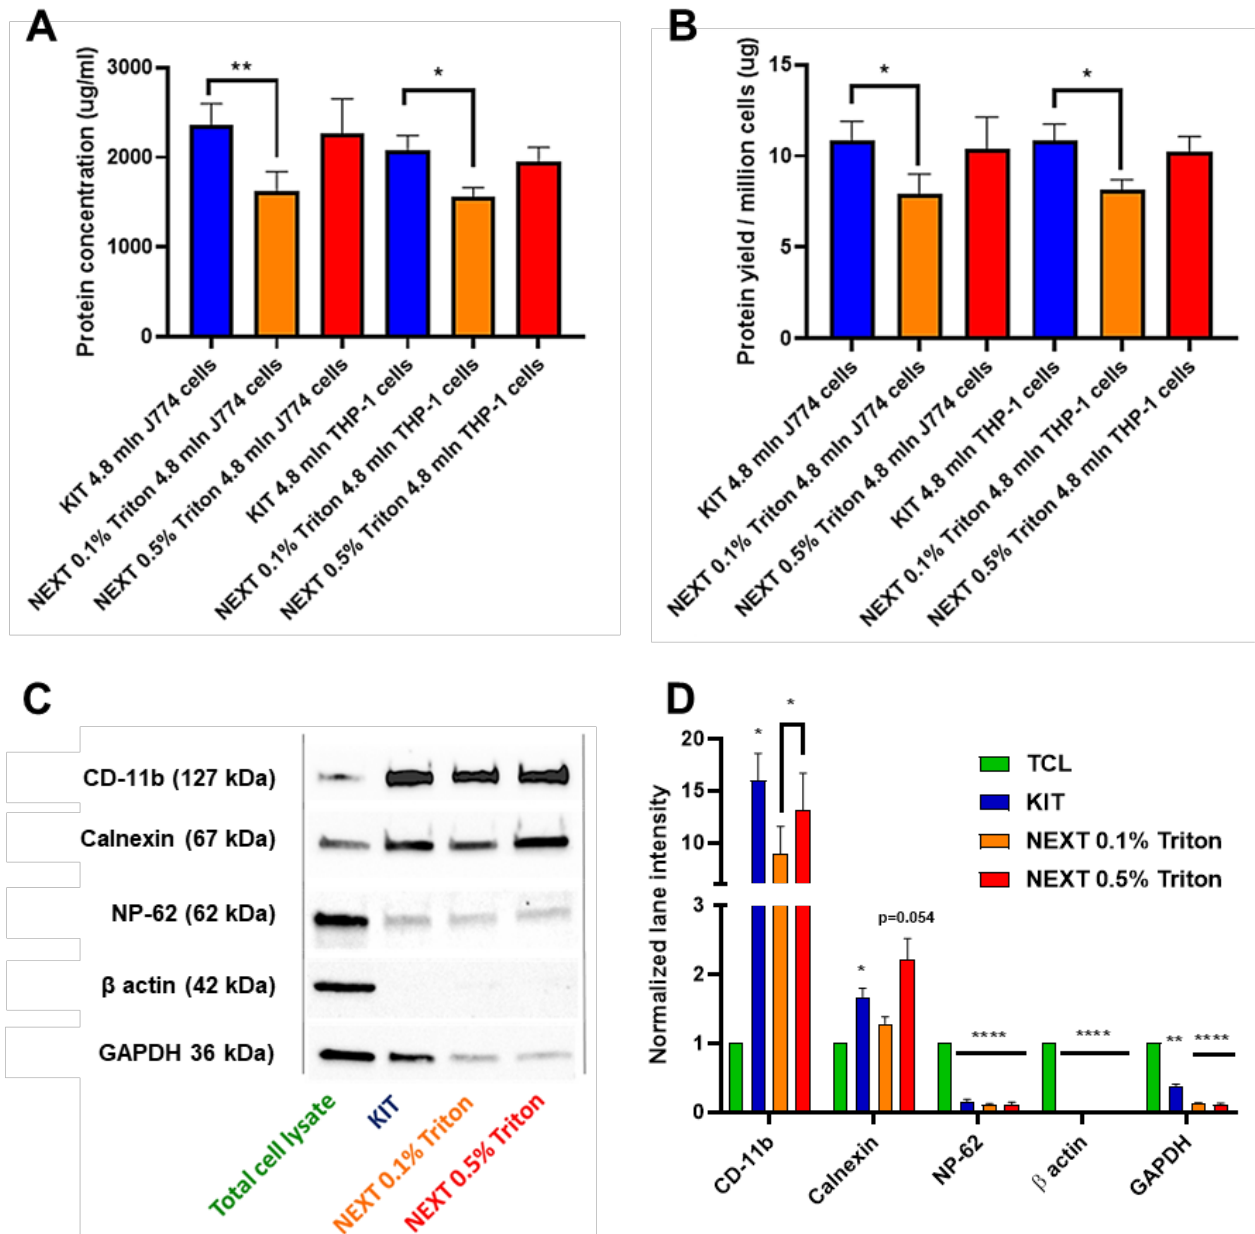 A
Protein concentration (ug/ml)
3000
2000
1000
0
**
*
KIT 4.8 mln J774 cells
NEXT 0.1% Triton 4.8 mln J774 cells
NEXT 0.5% Triton 4.8 mln J774 cells
KIT 4.8 mln THP-1 cells
NEXT 0.1% Triton 4.8 mln THP-1 cells
NEXT 0.5% Triton 4.8 mln THP-1 cells
B
Protein yield / million cells (ug)
15
10
5
0
*
*
KIT 4.8 mln J774 cells
NEXT 0.1% Triton 4.8 mln J774 cells
NEXT 0.5% Triton 4.8 mln J774 cells
KIT 4.8 mln THP-1 cells
NEXT 0.1% Triton 4.8 mln THP-1 cells
NEXT 0.5% Triton 4.8 mln THP-1 cells
C
CD-11b (127 kDa)
Calnexin (67 kDa)
NP-62 (62 kDa)
β actin (42 kDa)
GAPDH 36 kDa)
Total cell lysate
KIT
NEXT 0.1% Triton
NEXT 0.5% Triton
D
Normalized lane intensity
20
15
10
3
2
1
0
*
*
*
p=0.054
****
****
**
****
TCL
KIT
NEXT 0.1% Triton
NEXT 0.5% Triton
CD-11b
Calnexin
NP-62
β actin
GAPDH